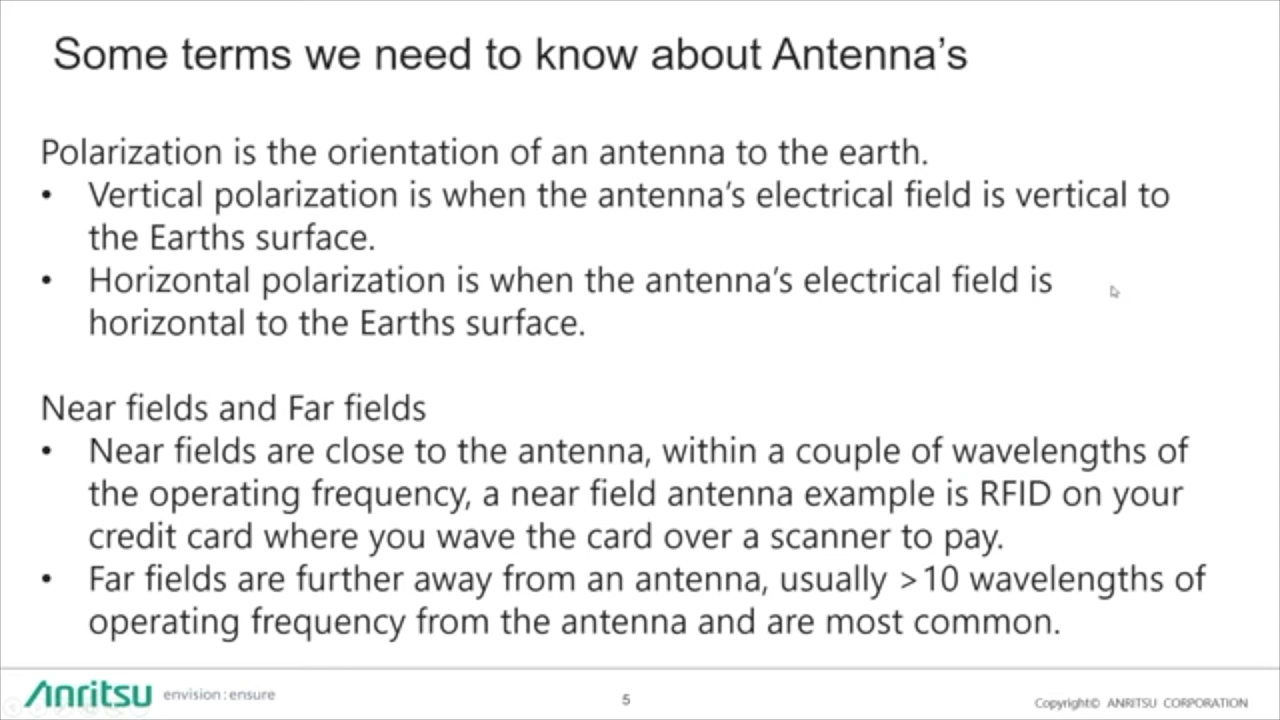 Some terms we need to know about Antenna’s
Polarization is the orientation of an antenna to the earth.
• Vertical polarization is when the antenna’s electrical field is vertical to
the Earths surface.
• Horizontal polarization is when the antenna’s electrical field is
horizontal to the Earths surface.
Near fields and Far fields
• Near fields are close to the antenna, within a couple of wavelengths of
the operating frequency, a near field antenna example is RFID on your
credit card where you wave the card over a scanner to pay.
• Far fields are further away from an antenna, usually >10 wavelengths of
operating frequency from the antenna and are most common.
Anritsu envision : ensure
5
Copyright© ANRITSU CORPORATION